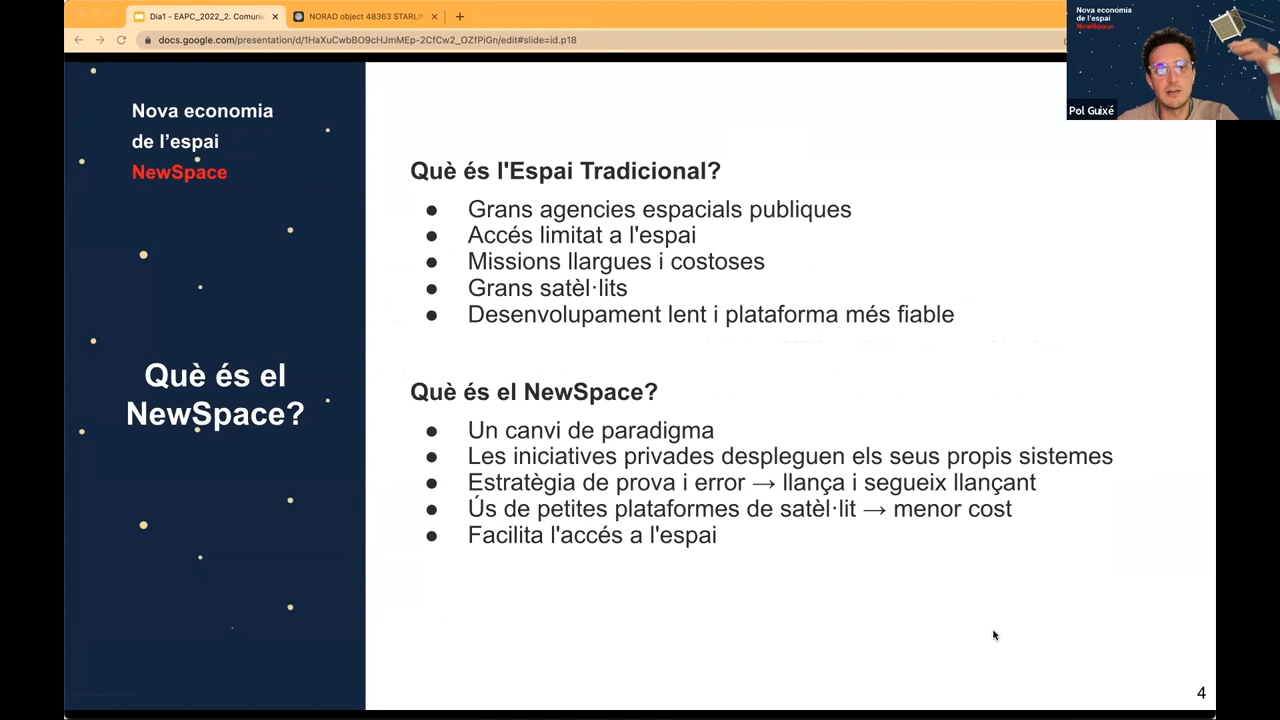 Dia1 - EAPC_2022_2. Comunic
NORAD object 48363 STARLIN
docs.google.com/presentation/d/1HaXuCwbBO9cHJmMEp-2CfCw2_OZfPiGn/edit#slide=id.p18
Nova economia
de l'espai
NewSpace
Pol Guixé
Nova economia
de l'espai
NewSpace
Què és el
NewSpace?
Què és l'Espai Tradicional?
● Grans agencies espacials publiques
● Accés limitat a l'espai
● Missions llargues i costoses
● Grans satèl·lits
● Desenvolupament lent i plataforma més fiable
Què és el NewSpace?
● Un canvi de paradigma
● Les iniciatives privades despleguen els seus propis sistemes
● Estratègia de prova i error → llança i segueix llançant
● Ús de petites plataformes de satèl·lit → menor cost
● Facilita l'accés a l'espai
4